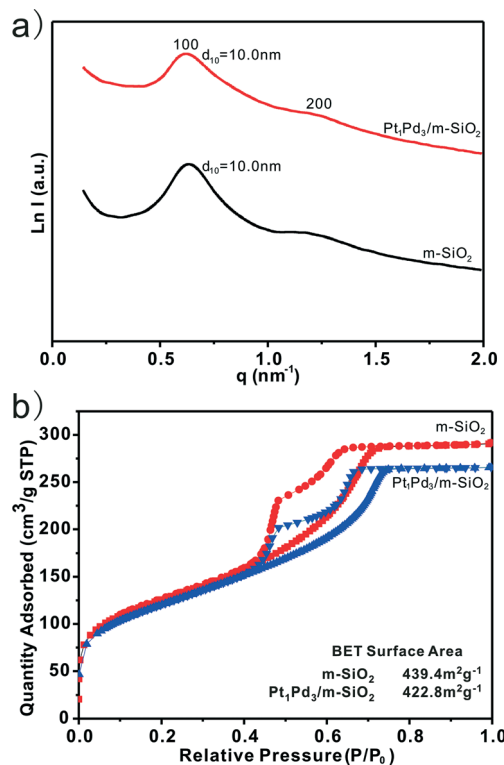 a）
100
d₁₀=10.0nm
200
Pt₁Pd₃/m-SiO₂
d₁₀=10.0nm
m-SiO₂
Ln I (a.u.)
0.0 0.5 1.0 1.5 2.0
q (nm⁻¹)
b）
m-SiO₂
Pt₁Pd₃/m-SiO₂
Quantity Adsorbed (cm³/g STP)
300
250
200
150
100
50
0
BET Surface Area
m-SiO₂ 439.4m²g⁻¹
Pt₁Pd₃/m-SiO₂ 422.8m²g⁻¹
0.0 0.2 0.4 0.6 0.8 1.0
Relative Pressure (P/P₀)